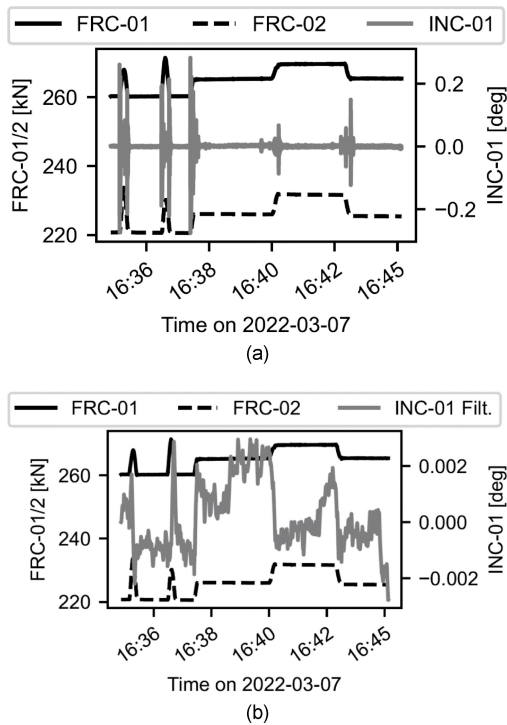 FRC-01 FRC-02 INC-01
FRC-01/2 [kN]
260
240
220
0.2
0.0
−0.2
INC-01 [deg]
16:36 16:38 16:40 16:42 16:45
Time on 2022-03-07
(a)
FRC-01 FRC-02 INC-01 Filt.
FRC-01/2 [kN]
260
240
220
0.002
0.000
−0.002
INC-01 [deg]
16:36 16:38 16:40 16:42 16:45
Time on 2022-03-07
(b)